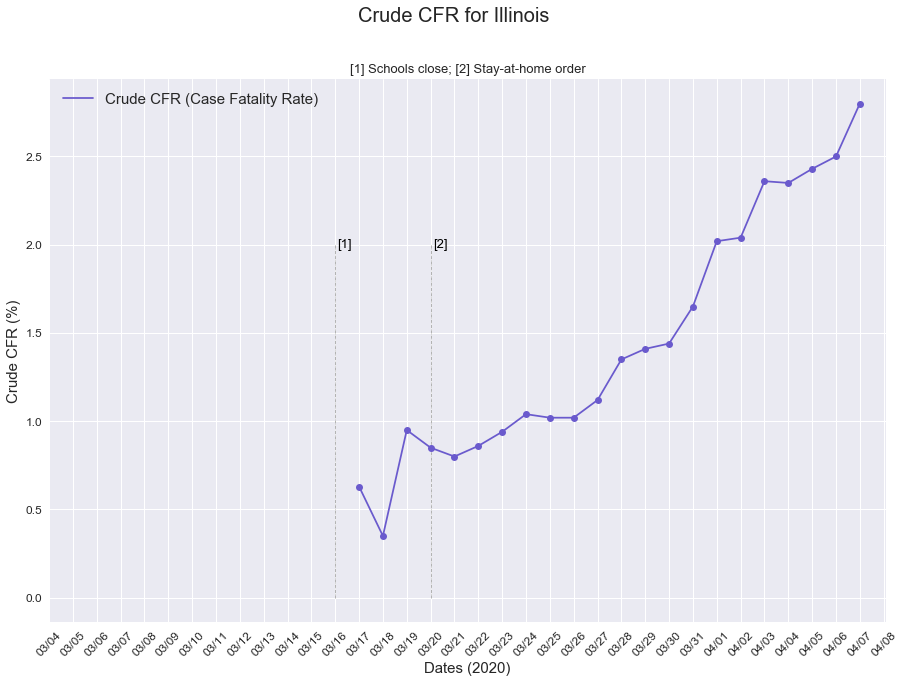 Crude CFR for Illinois
[1] Schools close; [2] Stay-at-home order
Crude CFR (Case Fatality Rate)
2.5
2.0
[1]
[2]
1.5
Crude CFR (%)
1.0
0.5
0.0
03/04 03/05 03/06 03/07 03/08 03/09 03/10 03/11 03/12 03/13 03/14 03/15 03/16 03/17 03/18 03/19 03/20 03/21 03/22 03/23 03/24 03/25 03/26 03/27 03/28 03/29 03/30 03/31 04/01 04/02 04/03 04/04 04/05 04/06 04/07 04/08
Dates (2020)